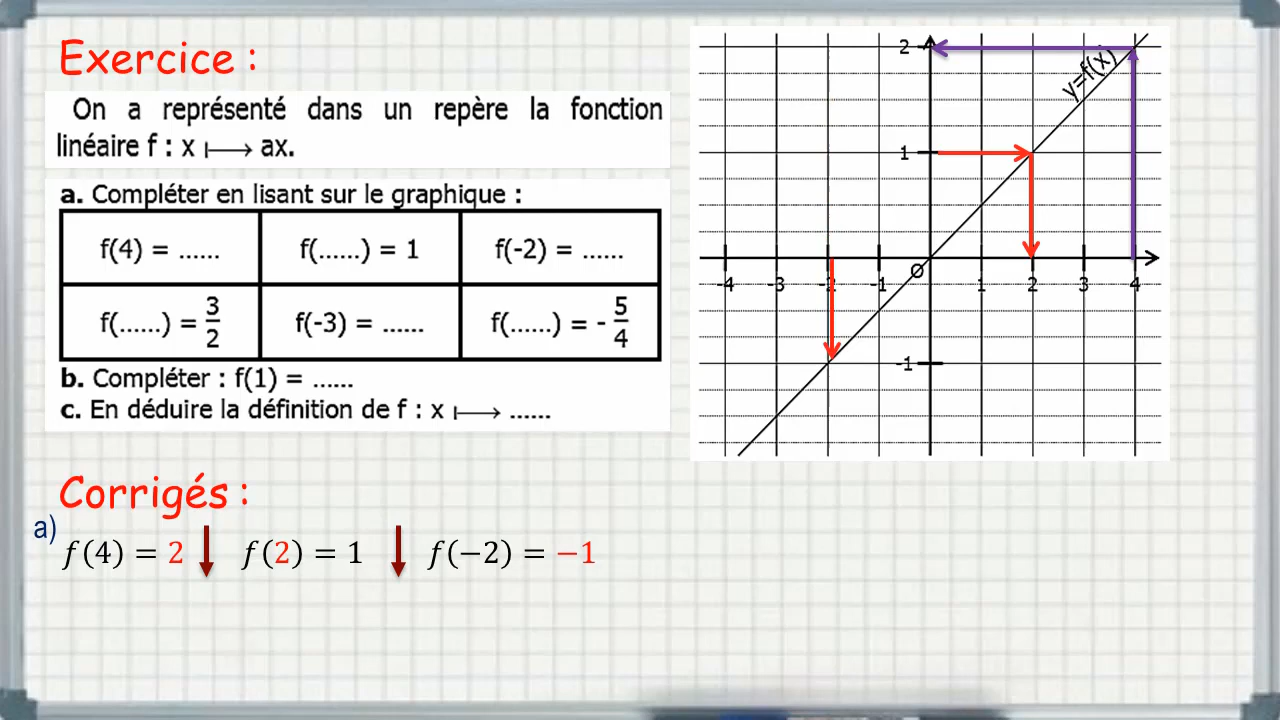 Exercice :
On a représenté dans un repère la fonction
linéaire f : x ⟼ ax.
a. Compléter en lisant sur le graphique :
f(4) = ...... f(......) = 1 f(-2) = ......
f(......) = 3/2 f(-3) = ...... f(......) = - 5/4
b. Compléter : f(1) = ......
c. En déduire la définition de f : x ⟼ ......
2
y=f(x)
1
O
-4 -3 -2 -1 1 2 3 4
-1
Corrigés :
a)
f(4) = 2 f(2) = 1 f(−2) = −1